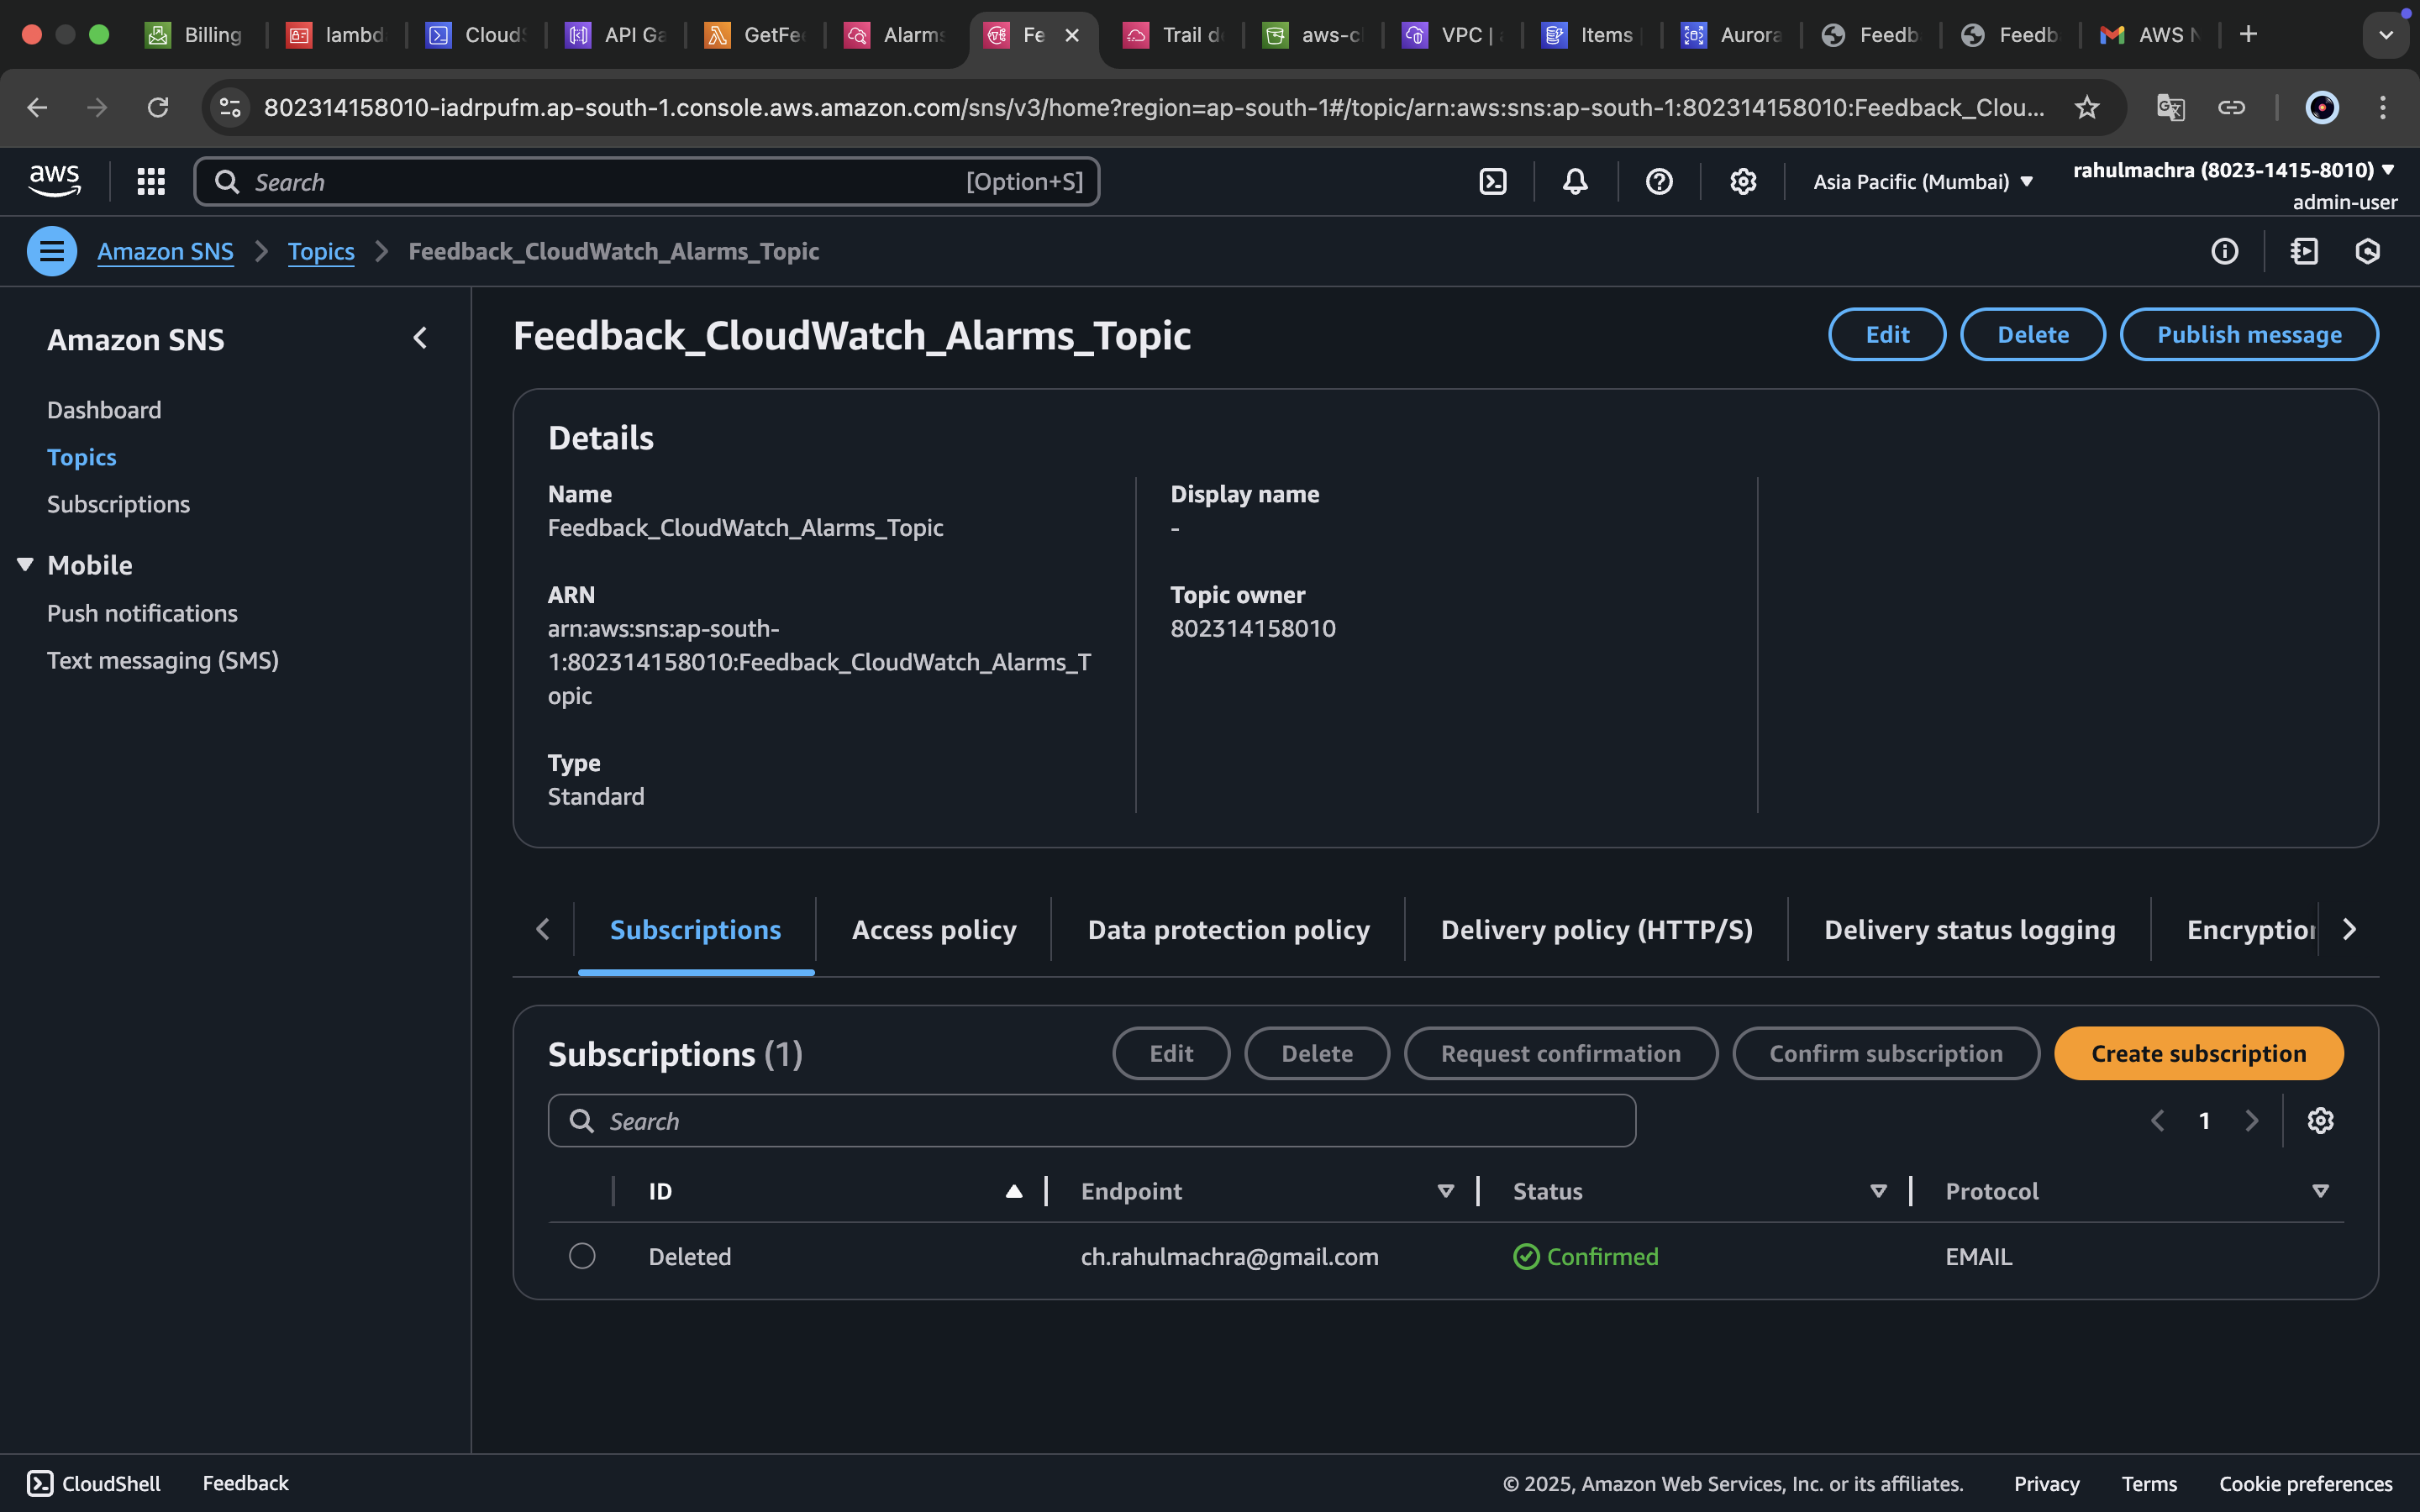 Billing
lambd
CloudS
API Ga
GetFee
Alarms
Fe
Trail de
aws-cl
VPC |
Items |
Aurora
Feedb
Feedb
AWS N
802314158010-iadrpufm.ap-south-1.console.aws.amazon.com/sns/v3/home?region=ap-south-1#/topic/arn:aws:sns:ap-south-1:802314158010:Feedback_Clou...
aws
Search
[Option+S]
Asia Pacific (Mumbai)
rahulmachra (8023-1415-8010)
admin-user
Amazon SNS
Topics
Feedback_CloudWatch_Alarms_Topic
Amazon SNS
Dashboard
Topics
Subscriptions
Mobile
Push notifications
Text messaging (SMS)
Feedback_CloudWatch_Alarms_Topic
Edit
Delete
Publish message
Details
Name
Feedback_CloudWatch_Alarms_Topic
ARN
arn:aws:sns:ap-south-
1:802314158010:Feedback_CloudWatch_Alarms_T
opic
Type
Standard
Display name
-
Topic owner
802314158010
Subscriptions
Access policy
Data protection policy
Delivery policy (HTTP/S)
Delivery status logging
Encryption
Subscriptions (1)
Edit
Delete
Request confirmation
Confirm subscription
Create subscription
Search
1
ID
Endpoint
Status
Protocol
Deleted
ch.rahulmachra@gmail.com
Confirmed
EMAIL
CloudShell
Feedback
© 2025, Amazon Web Services, Inc. or its affiliates.
Privacy
Terms
Cookie preferences